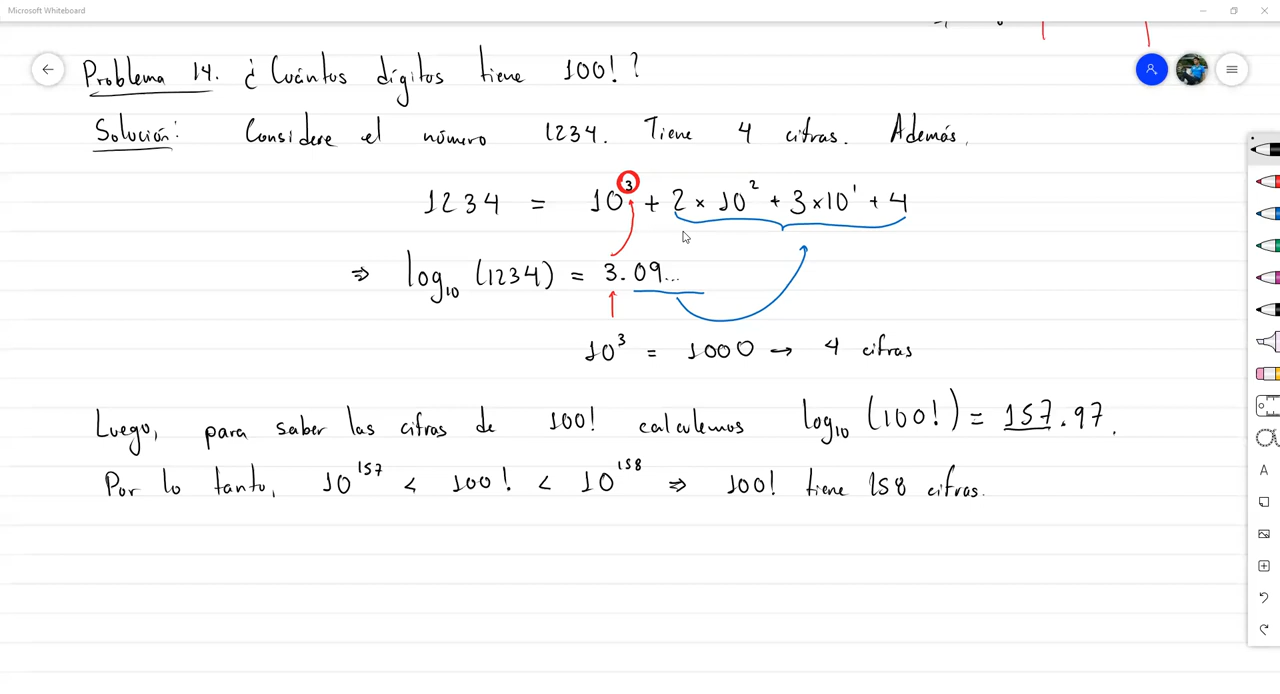 Microsoft Whiteboard
Problema 14. ¿Cuántos dígitos tiene 100!?
Solución: Considere el número 1234. Tiene 4 cifras. Además,
1234 = 10³ + 2 × 10² + 3 × 10¹ + 4
⇒ log₁₀ (1234) = 3.09...
10³ = 1000 → 4 cifras
Luego, para saber las cifras de 100! calculemos log₁₀ (100!) = 157.97.
Por lo tanto, 10¹⁵⁷ < 100! < 10¹⁵⁸ ⇒ 100! tiene 158 cifras.
A